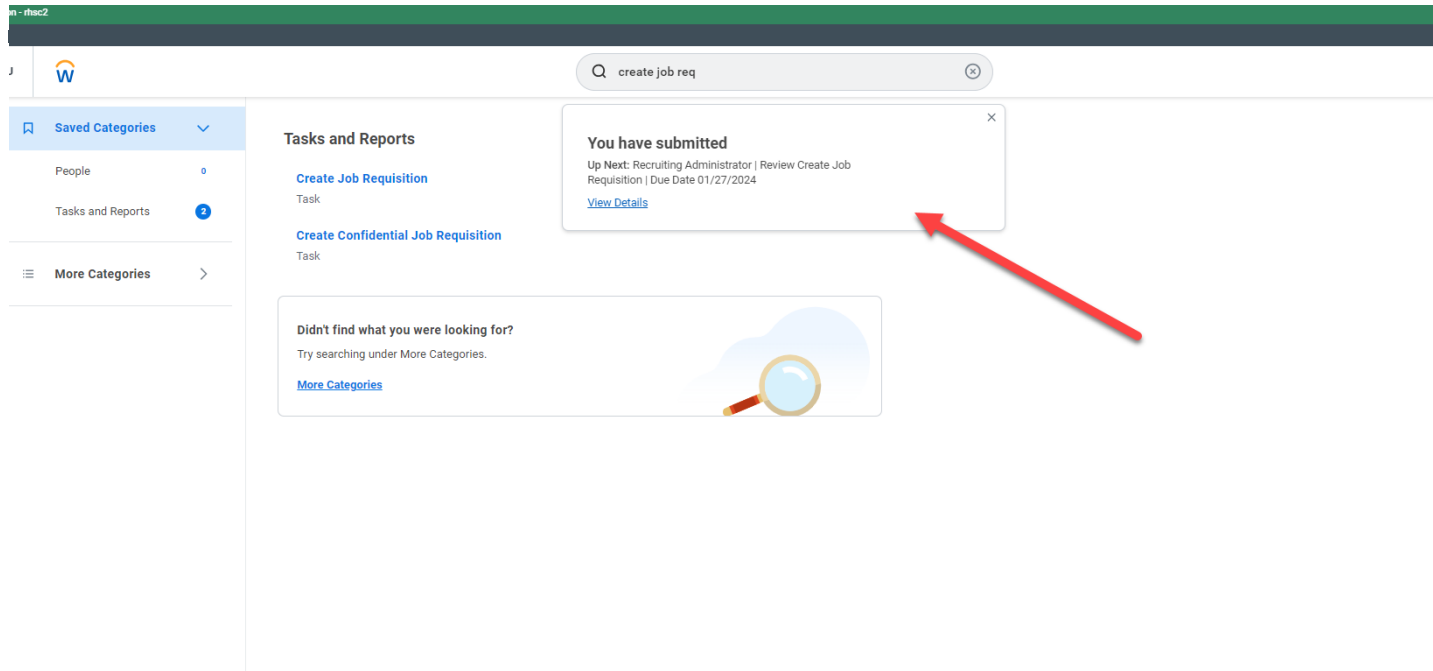 on - rhsc2
create job req
Saved Categories
People 0
Tasks and Reports 2
More Categories
Tasks and Reports
Create Job Requisition
Task
Create Confidential Job Requisition
Task
You have submitted
Up Next: Recruiting Administrator | Review Create Job
Requisition | Due Date 01/27/2024
View Details
Didn't find what you were looking for?
Try searching under More Categories.
More Categories